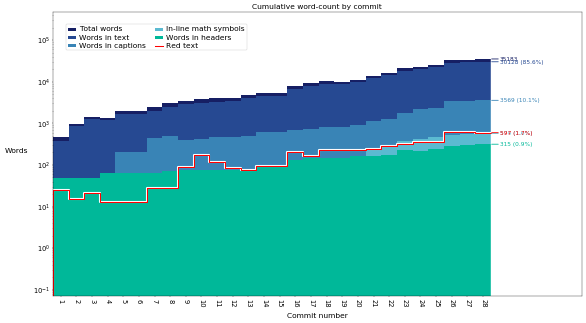 Cumulative word-count by commit
Total words
Words in text
Words in captions
In-line math symbols
Words in headers
Red text
Words
10⁵
10⁴
10³
10²
10¹
10⁰
10⁻¹
30128 (85.6%)
3569 (10.1%)
597 (1.7%)
315 (0.9%)
1 2 3 4 5 6 7 8 9 10 11 12 13 14 15 16 17 18 19 20 21 22 23 24 25 26 27 28
Commit number